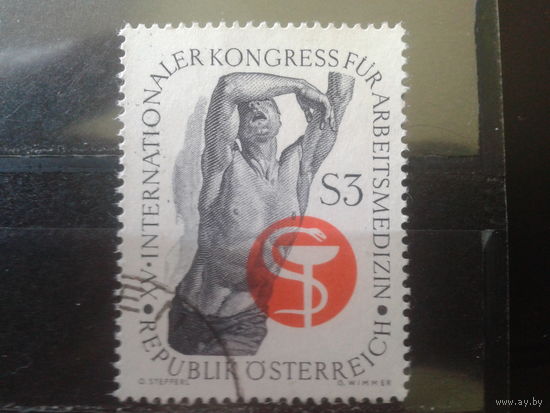 XV · INTERNATIONALER KONGRESS FÜR ARBEITSMEDIZIN
S3
REPUBLIK ÖSTERREICH
O. STEFFERL
G. WIMMER
www.ay.by